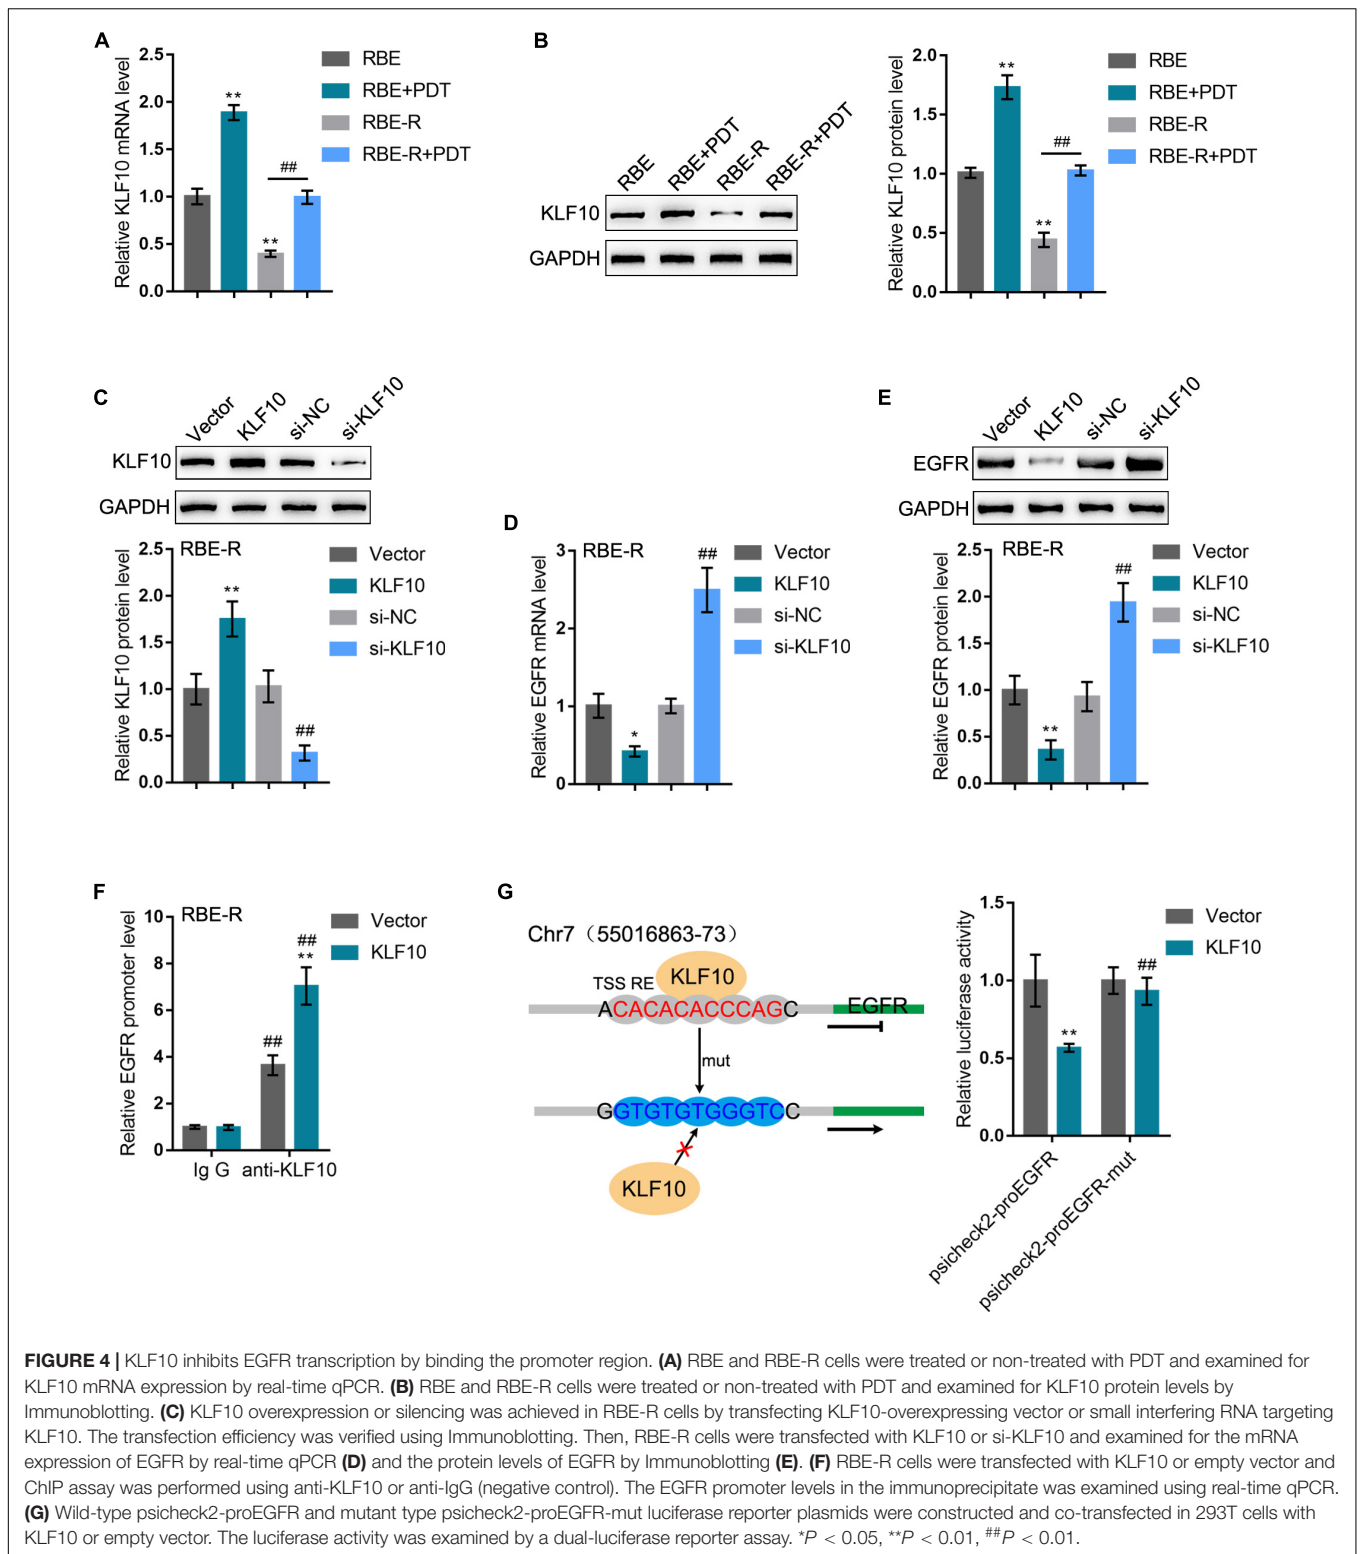 A
Relative KLF10 mRNA level
2.5
2.0
1.5
1.0
0.5
0.0
**
**
##
RBE
RBE+PDT
RBE-R
RBE-R+PDT
B
RBE
RBE+PDT
RBE-R
RBE-R+PDT
KLF10
GAPDH
Relative KLF10 protein level
2.0
1.5
1.0
0.5
0.0
**
**
##
RBE
RBE+PDT
RBE-R
RBE-R+PDT
C
Vector
KLF10
si-NC
si-KLF10
KLF10
GAPDH
RBE-R
Relative KLF10 protein level
2.5
2.0
1.5
1.0
0.5
0.0
**
##
Vector
KLF10
si-NC
si-KLF10
D
RBE-R
Relative EGFR mRNA level
3
2
1
0
*
##
Vector
KLF10
si-NC
si-KLF10
E
Vector
KLF10
si-NC
si-KLF10
EGFR
GAPDH
RBE-R
Relative EGFR protein level
2.5
2.0
1.5
1.0
0.5
0.0
**
##
Vector
KLF10
si-NC
si-KLF10
F
RBE-R
Relative EGFR promoter level
10
8
6
4
2
0
##
##
**
Ig G anti-KLF10
Vector
KLF10
G
Chr7（55016863-73）
KLF10
TSS RE
ACACACACCCAGC
EGFR
mut
GGTGTGTGGGTCC
KLF10
Relative luciferase activity
1.5
1.0
0.5
0.0
**
##
psicheck2-proEGFR
psicheck2-proEGFR-mut
Vector
KLF10
FIGURE 4 | KLF10 inhibits EGFR transcription by binding the promoter region. (A) RBE and RBE-R cells were treated or non-treated with PDT and examined for
KLF10 mRNA expression by real-time qPCR. (B) RBE and RBE-R cells were treated or non-treated with PDT and examined for KLF10 protein levels by
Immunoblotting. (C) KLF10 overexpression or silencing was achieved in RBE-R cells by transfecting KLF10-overexpressing vector or small interfering RNA targeting
KLF10. The transfection efficiency was verified using Immunoblotting. Then, RBE-R cells were transfected with KLF10 or si-KLF10 and examined for the mRNA
expression of EGFR by real-time qPCR (D) and the protein levels of EGFR by Immunoblotting (E). (F) RBE-R cells were transfected with KLF10 or empty vector and
ChIP assay was performed using anti-KLF10 or anti-IgG (negative control). The EGFR promoter levels in the immunoprecipitate was examined using real-time qPCR.
(G) Wild-type psicheck2-proEGFR and mutant type psicheck2-proEGFR-mut luciferase reporter plasmids were constructed and co-transfected in 293T cells with
KLF10 or empty vector. The luciferase activity was examined by a dual-luciferase reporter assay. *P < 0.05, **P < 0.01, ##P < 0.01.